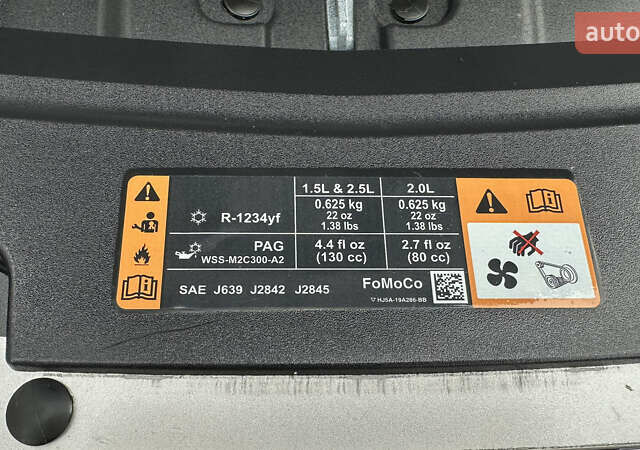 auto
1.5L & 2.5L 2.0L
R-1234yf 0.625 kg 0.625 kg
22 oz 22 oz
1.38 lbs 1.38 lbs
PAG 4.4 fl oz 2.7 fl oz
WSS-M2C300-A2 (130 cc) (80 cc)
SAE J639 J2842 J2845 FoMoCo
HJ5A-19A286-BB